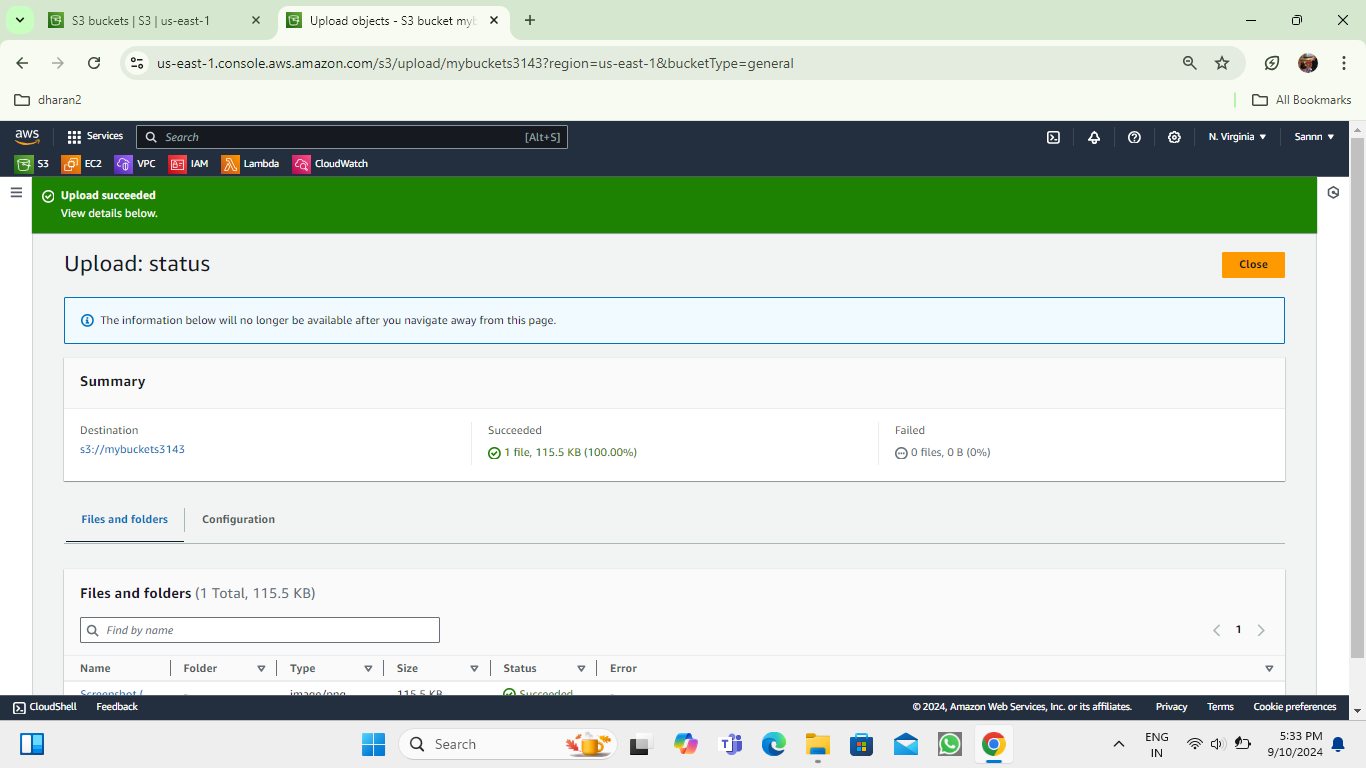 S3 buckets | S3 | us-east-1
Upload objects - S3 bucket myb
us-east-1.console.aws.amazon.com/s3/upload/mybuckets3143?region=us-east-1&bucketType=general
dharan2
All Bookmarks
aws
Services
Search
[Alt+S]
N. Virginia
Sannn
S3
EC2
VPC
IAM
Lambda
CloudWatch
Upload succeeded
View details below.
Upload: status
Close
The information below will no longer be available after you navigate away from this page.
Summary
Destination
s3://mybuckets3143
Succeeded
1 file, 115.5 KB (100.00%)
Failed
0 files, 0 B (0%)
Files and folders
Configuration
Files and folders (1 Total, 115.5 KB)
Find by name
1
Name
Folder
Type
Size
Status
Error
Screenshot (
-
image/png
115.5 KB
Succeeded
-
CloudShell
Feedback
© 2024, Amazon Web Services, Inc. or its affiliates.
Privacy
Terms
Cookie preferences
Search
ENG
IN
5:33 PM
9/10/2024